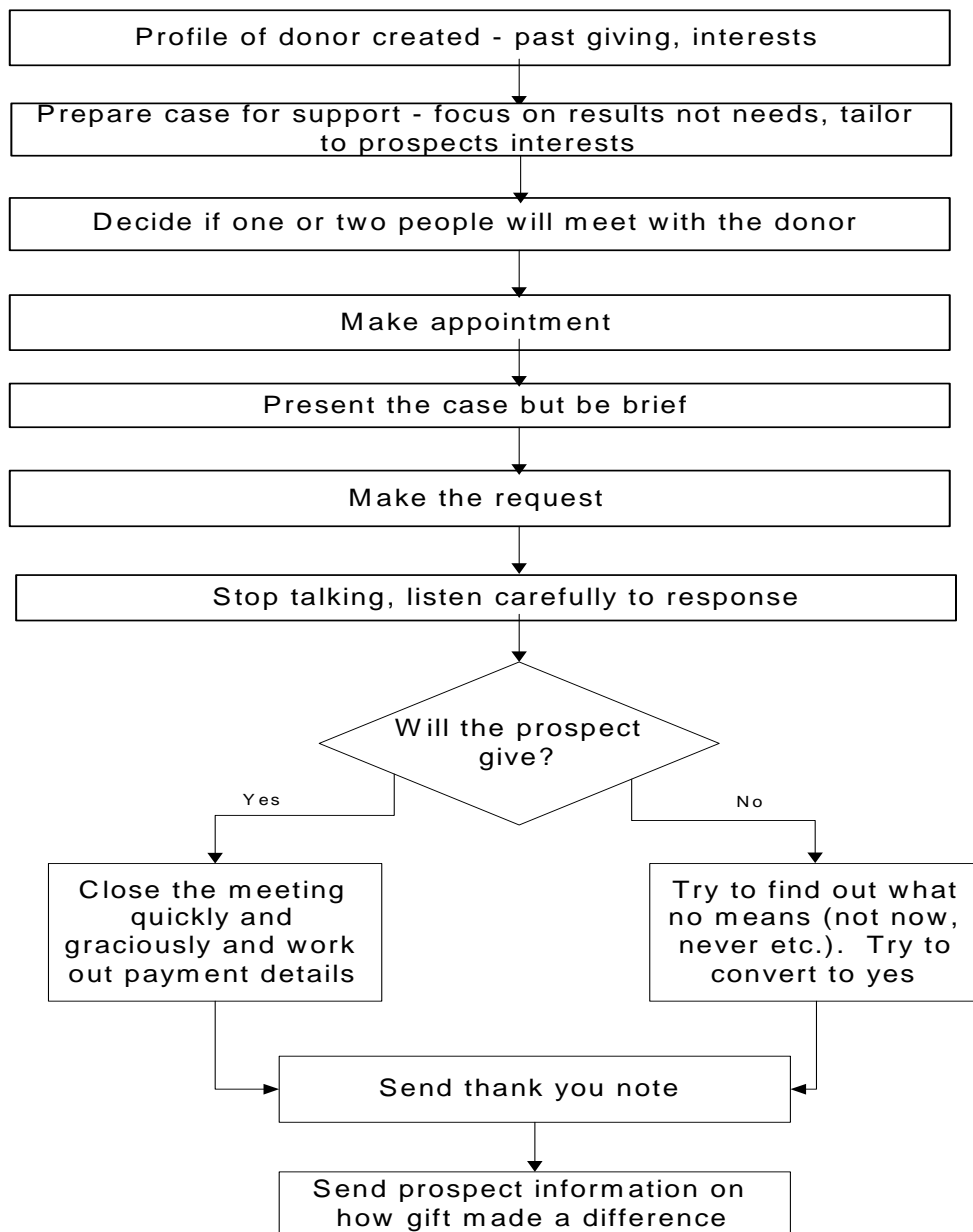 Profile of donor created - past giving, interests
Prepare case for support - focus on results not needs, tailor
to prospects interests
Decide if one or two people will meet with the donor
Make appointment
Present the case but be brief
Make the request
Stop talking, listen carefully to response
Will the prospect
give?
Yes
No
Close the meeting
quickly and
graciously and work
out payment details
Try to find out what
no means (not now,
never etc.).  Try to
convert to yes
Send thank you note
Send prospect information on
how gift made a difference